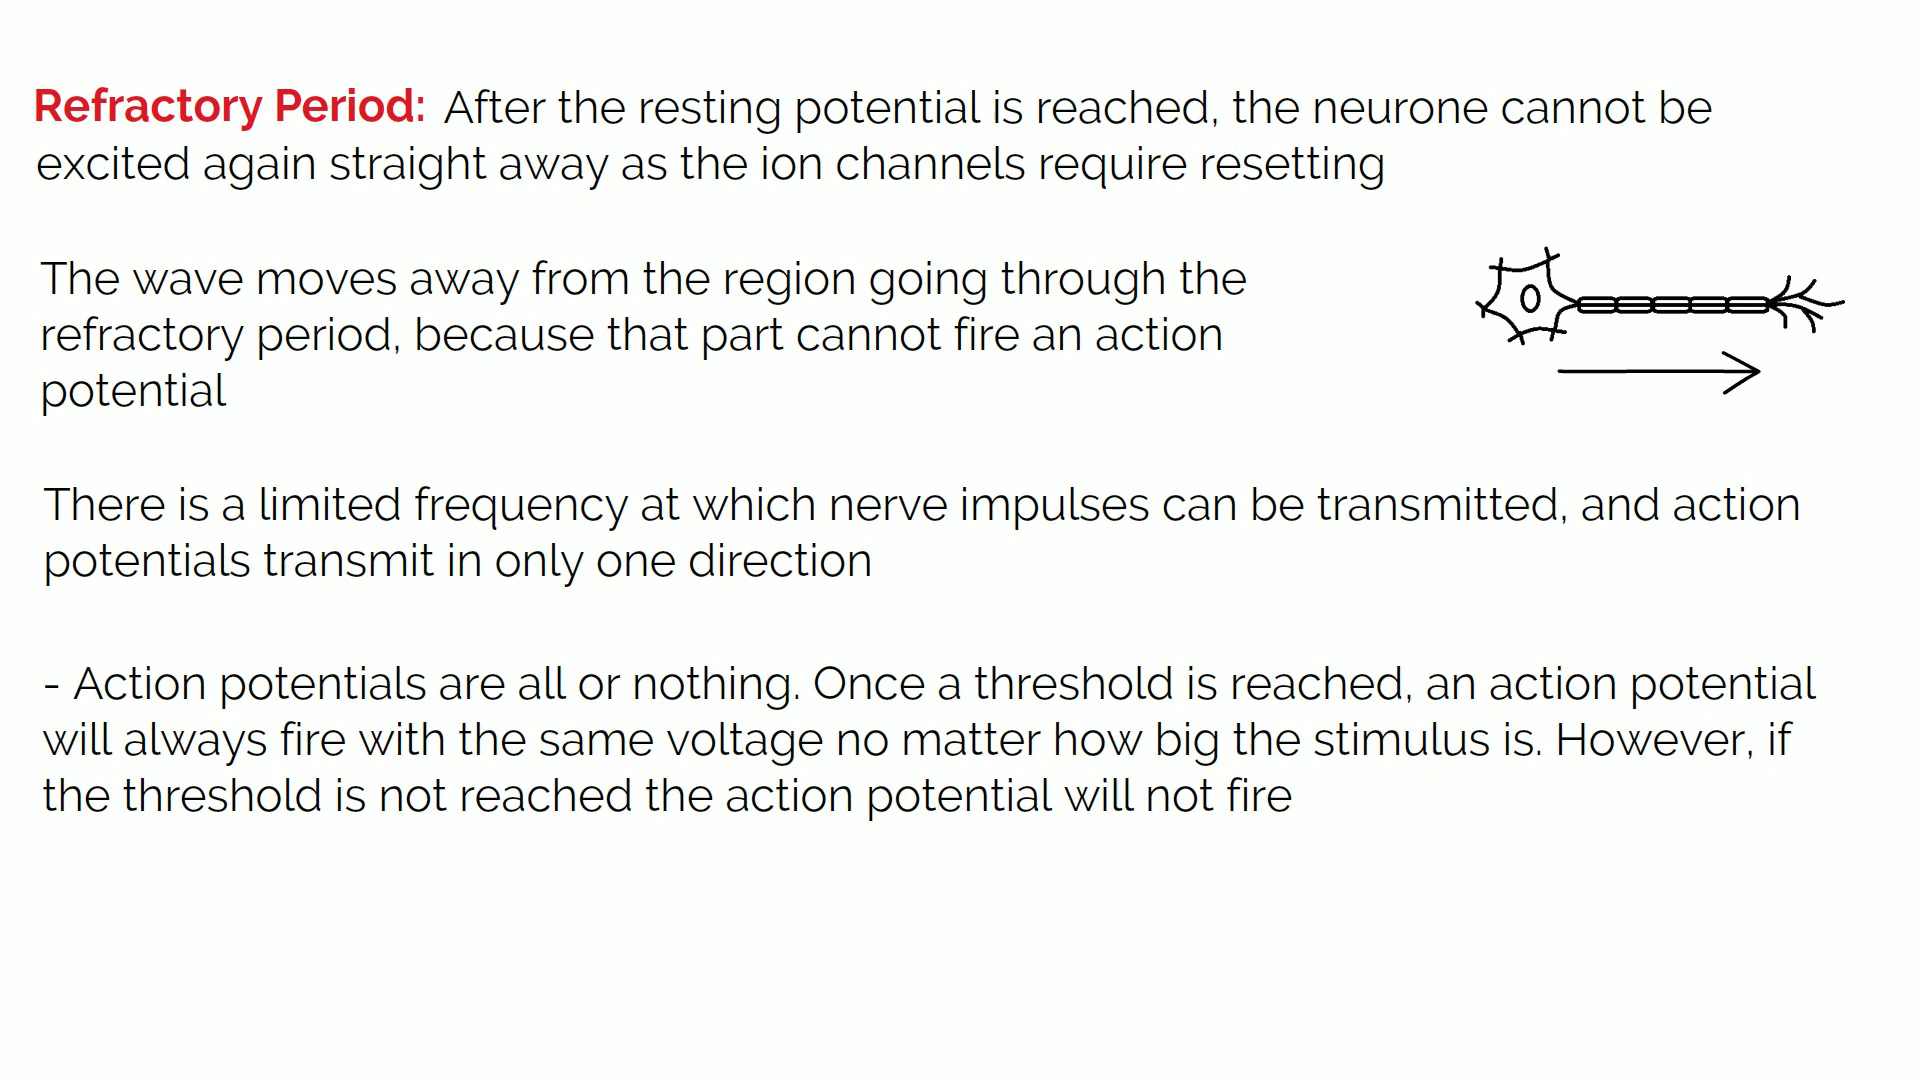 Refractory Period: After the resting potential is reached, the neurone cannot be
excited again straight away as the ion channels require resetting
The wave moves away from the region going through the
refractory period, because that part cannot fire an action
potential
There is a limited frequency at which nerve impulses can be transmitted, and action
potentials transmit in only one direction
- Action potentials are all or nothing. Once a threshold is reached, an action potential
will always fire with the same voltage no matter how big the stimulus is. However, if
the threshold is not reached the action potential will not fire